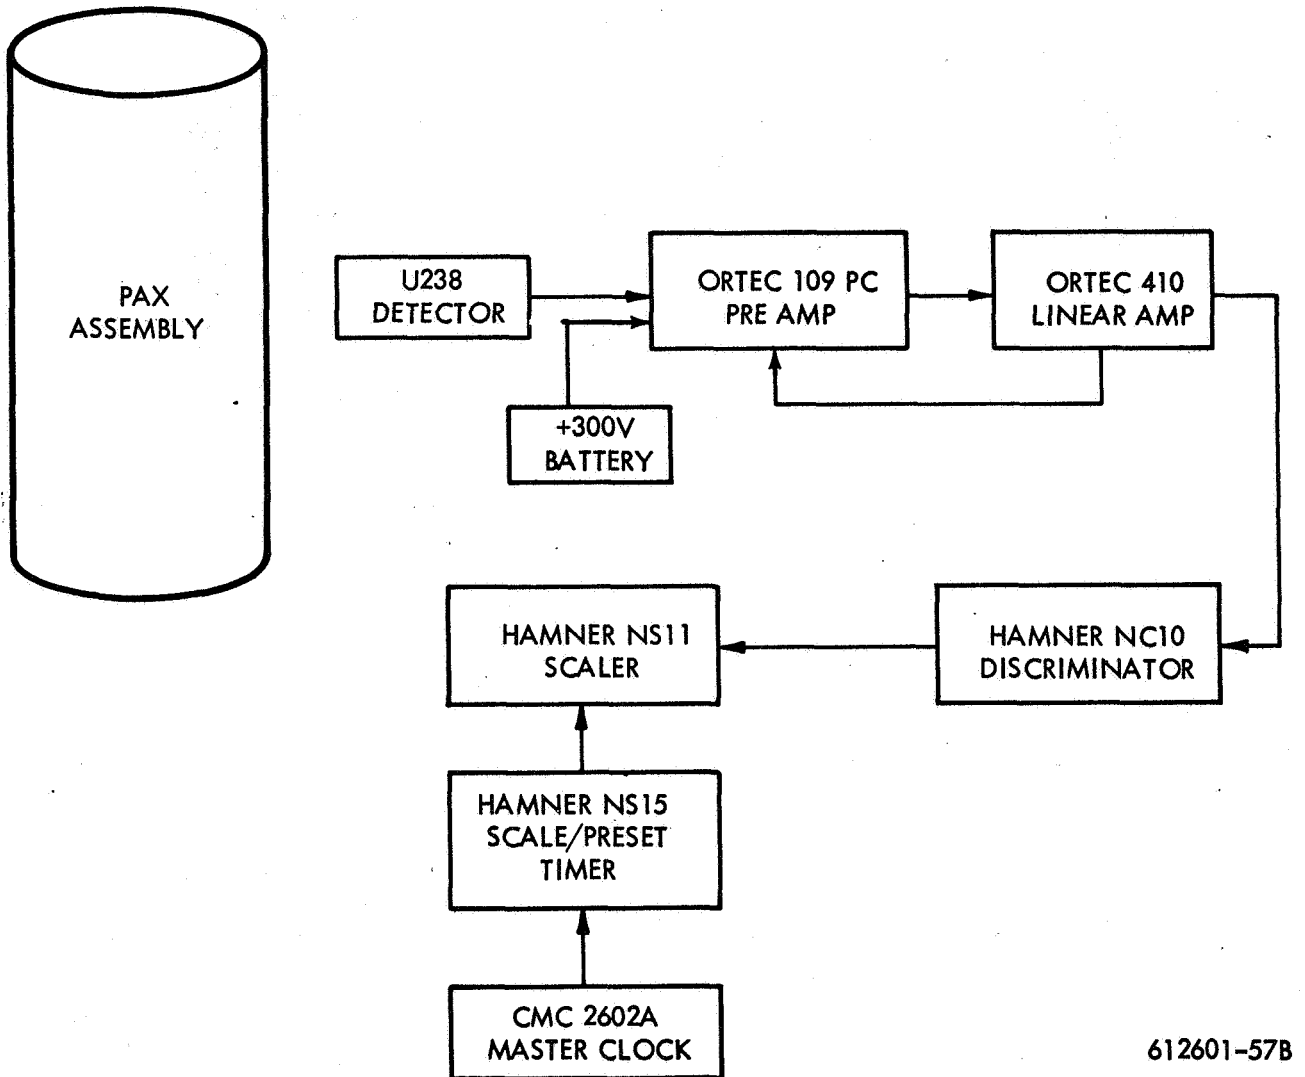 PAX
ASSEMBLY
U238
DETECTOR
ORTEC 109 PC
PRE AMP
ORTEC 410
LINEAR AMP
+300V
BATTERY
HAMNER NS11
SCALER
HAMNER NC10
DISCRIMINATOR
HAMNER NS15
SCALE/PRESET
TIMER
CMC 2602A
MASTER CLOCK
612601-57B